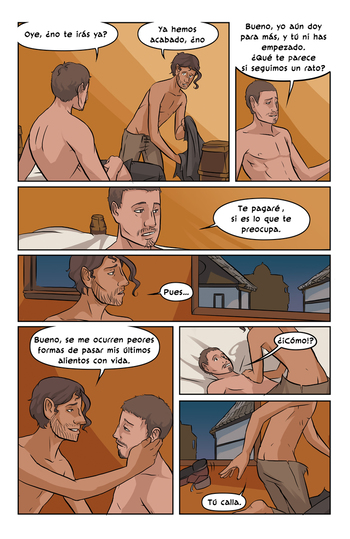 Oye, ¿no te irás ya?
Ya hemos
acabado, ¿no
Bueno, yo aún doy
para más, y tú ni has
empezado.
¿Qué te parece
si seguimos un rato?
Te pagaré,
si es lo que te
preocupa.
Pues...
Bueno, se me ocurren peores
formas de pasar mis últimos
alientos con vida.
¿¡Cómo!?
Tú calla.